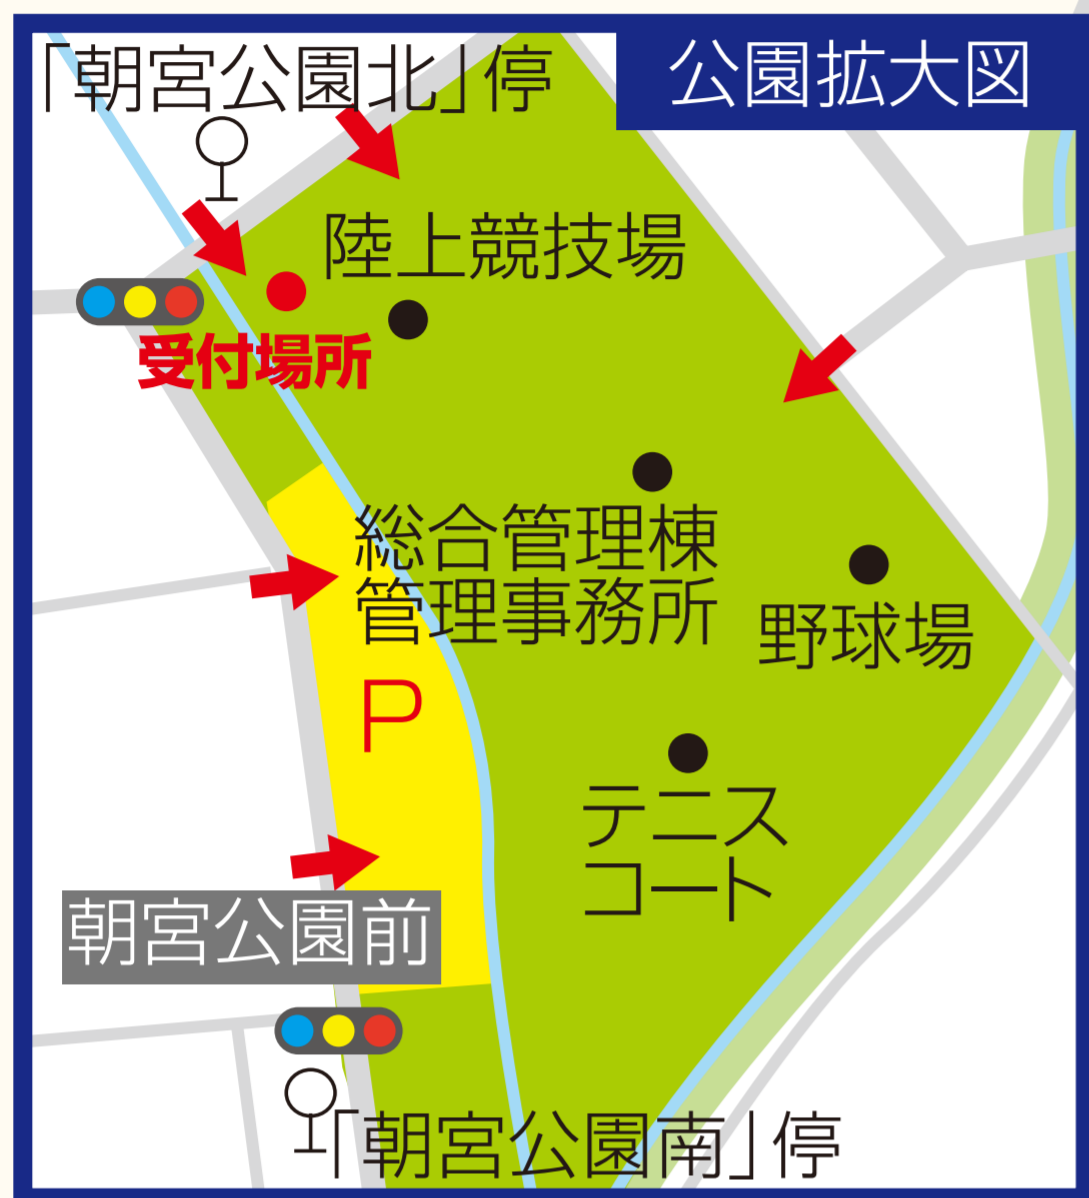 「朝宮公園北」停
公園拡大図
陸上競技場
受付場所
総合管理棟
管理事務所
野球場
P
テニス
コート
朝宮公園前
「朝宮公園南」停